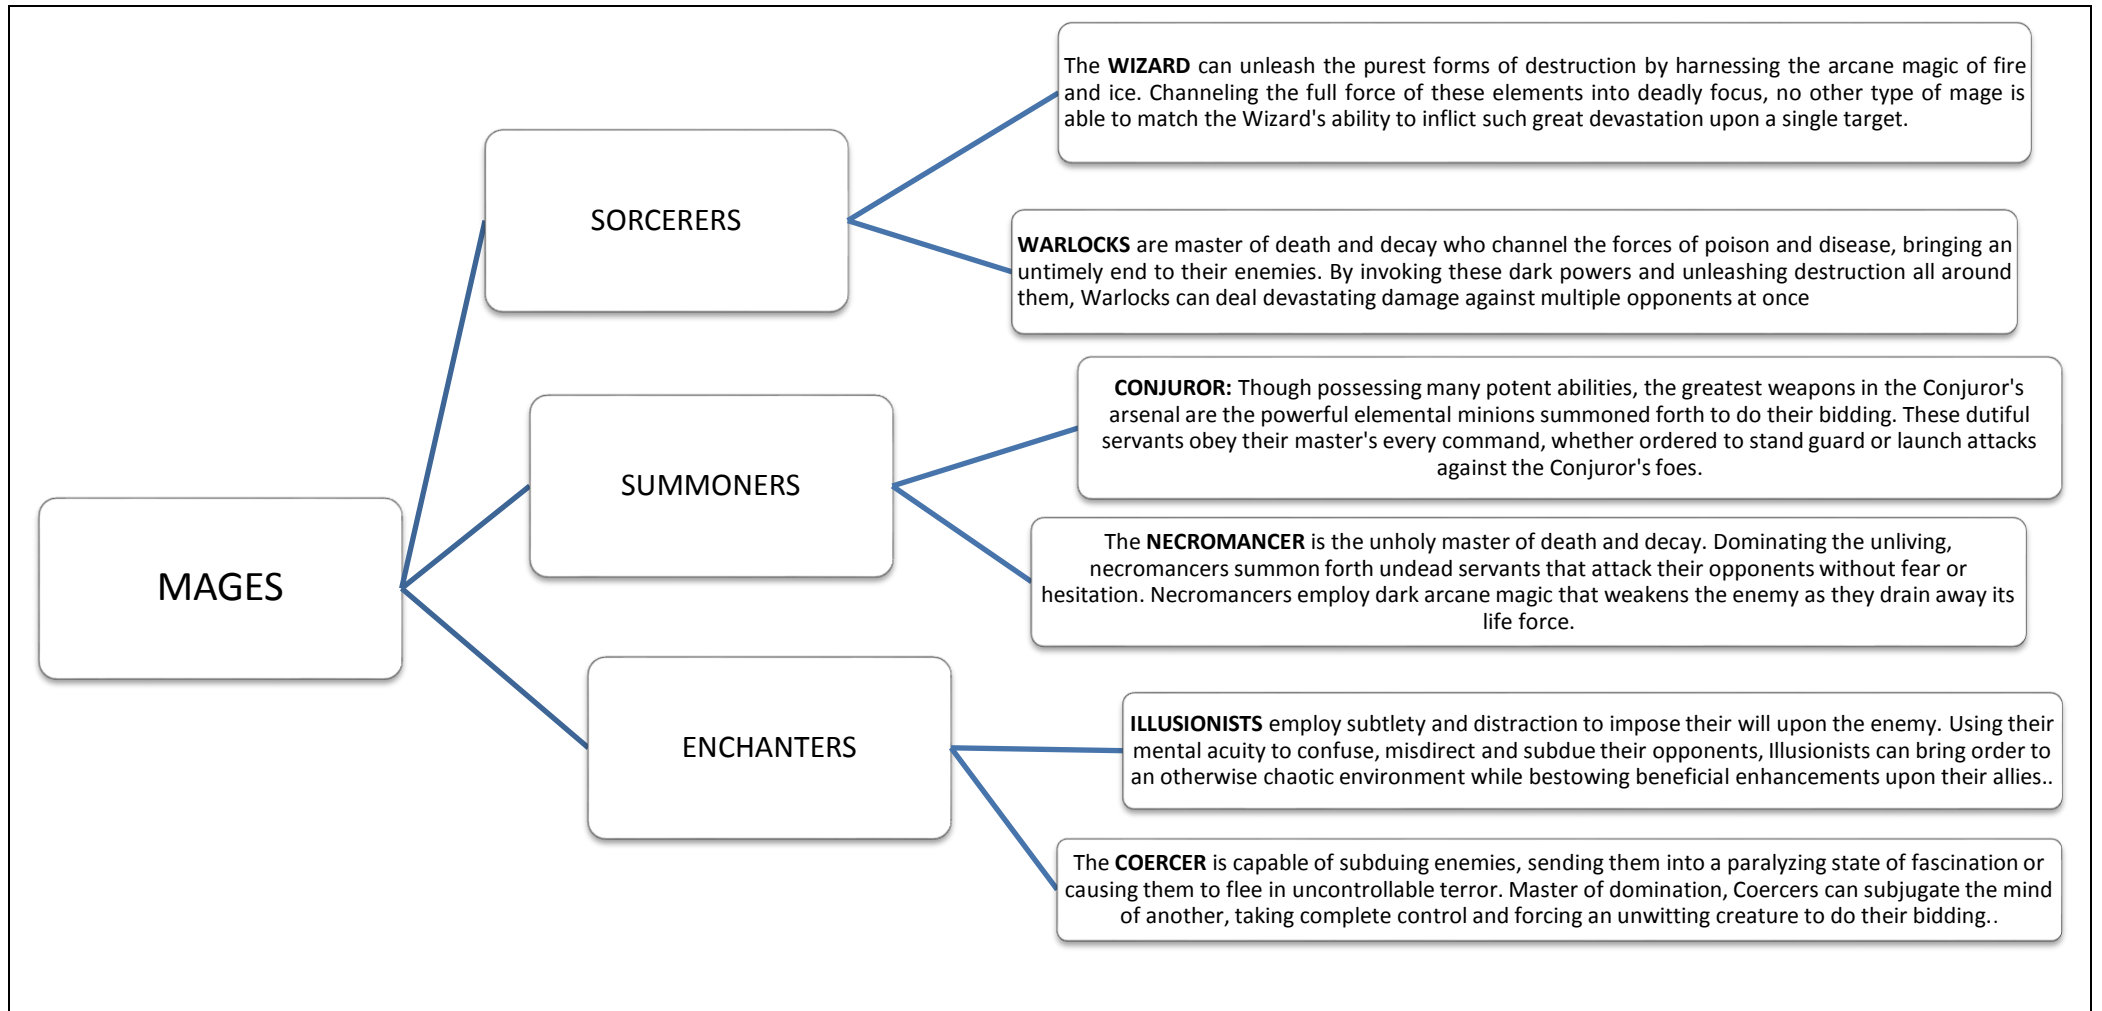 MAGES
SORCERERS
The WIZARD can unleash the purest forms of destruction by harnessing the arcane magic of fire
and ice. Channeling the full force of these elements into deadly focus, no other type of mage is
able to match the Wizard's ability to inflict such great devastation upon a single target.
WARLOCKS are master of death and decay who channel the forces of poison and disease, bringing an
untimely end to their enemies. By invoking these dark powers and unleashing destruction all around
them, Warlocks can deal devastating damage against multiple opponents at once
SUMMONERS
CONJUROR: Though possessing many potent abilities, the greatest weapons in the Conjuror's
arsenal are the powerful elemental minions summoned forth to do their bidding. These dutiful
servants obey their master's every command, whether ordered to stand guard or launch attacks
against the Conjuror's foes.
The NECROMANCER is the unholy master of death and decay. Dominating the unliving,
necromancers summon forth undead servants that attack their opponents without fear or
hesitation. Necromancers employ dark arcane magic that weakens the enemy as they drain away its
life force.
ENCHANTERS
ILLUSIONISTS employ subtlety and distraction to impose their will upon the enemy. Using their
mental acuity to confuse, misdirect and subdue their opponents, Illusionists can bring order to
an otherwise chaotic environment while bestowing beneficial enhancements upon their allies..
The COERCER is capable of subduing enemies, sending them into a paralyzing state of fascination or
causing them to flee in uncontrollable terror. Master of domination, Coercers can subjugate the mind
of another, taking complete control and forcing an unwitting creature to do their bidding..